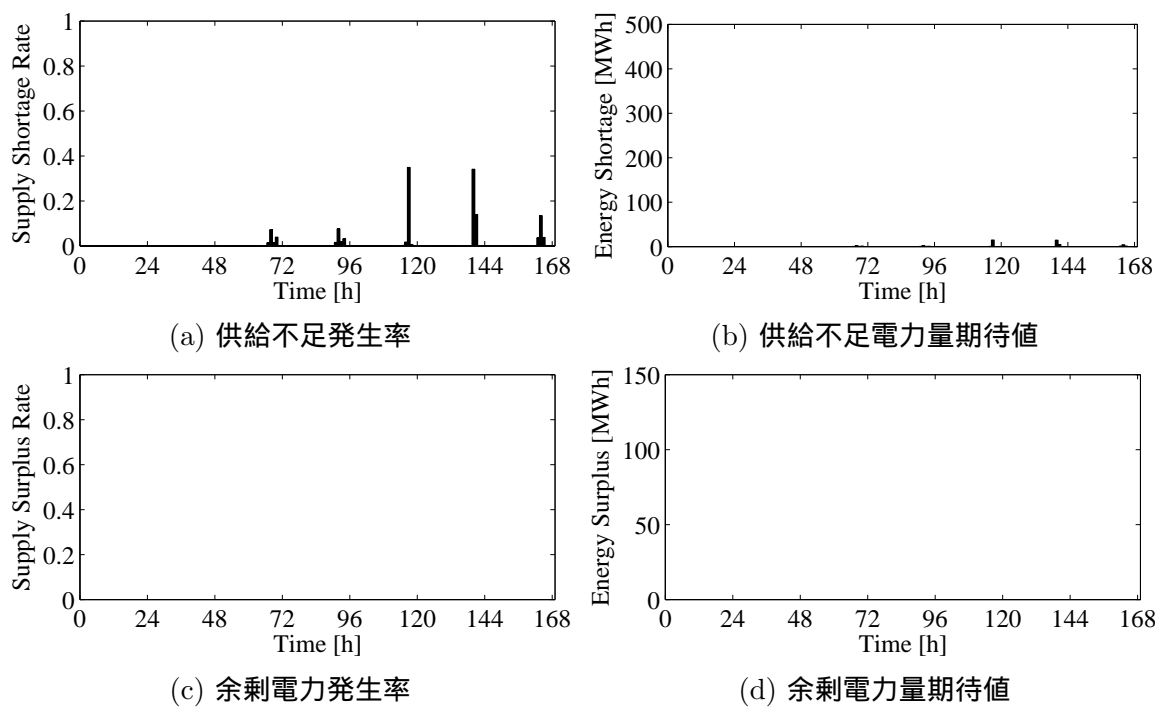 Supply Shortage Rate
1
0.8
0.6
0.4
0.2
0
0 24 48 72 96 120 144 168
Time [h]
(a) 供給不足発生率
Energy Shortage [MWh]
500
400
300
200
100
0
0 24 48 72 96 120 144 168
Time [h]
(b) 供給不足電力量期待値
Supply Surplus Rate
1
0.8
0.6
0.4
0.2
0
0 24 48 72 96 120 144 168
Time [h]
(c) 余剰電力発生率
Energy Surplus [MWh]
150
100
50
0
0 24 48 72 96 120 144 168
Time [h]
(d) 余剰電力量期待値